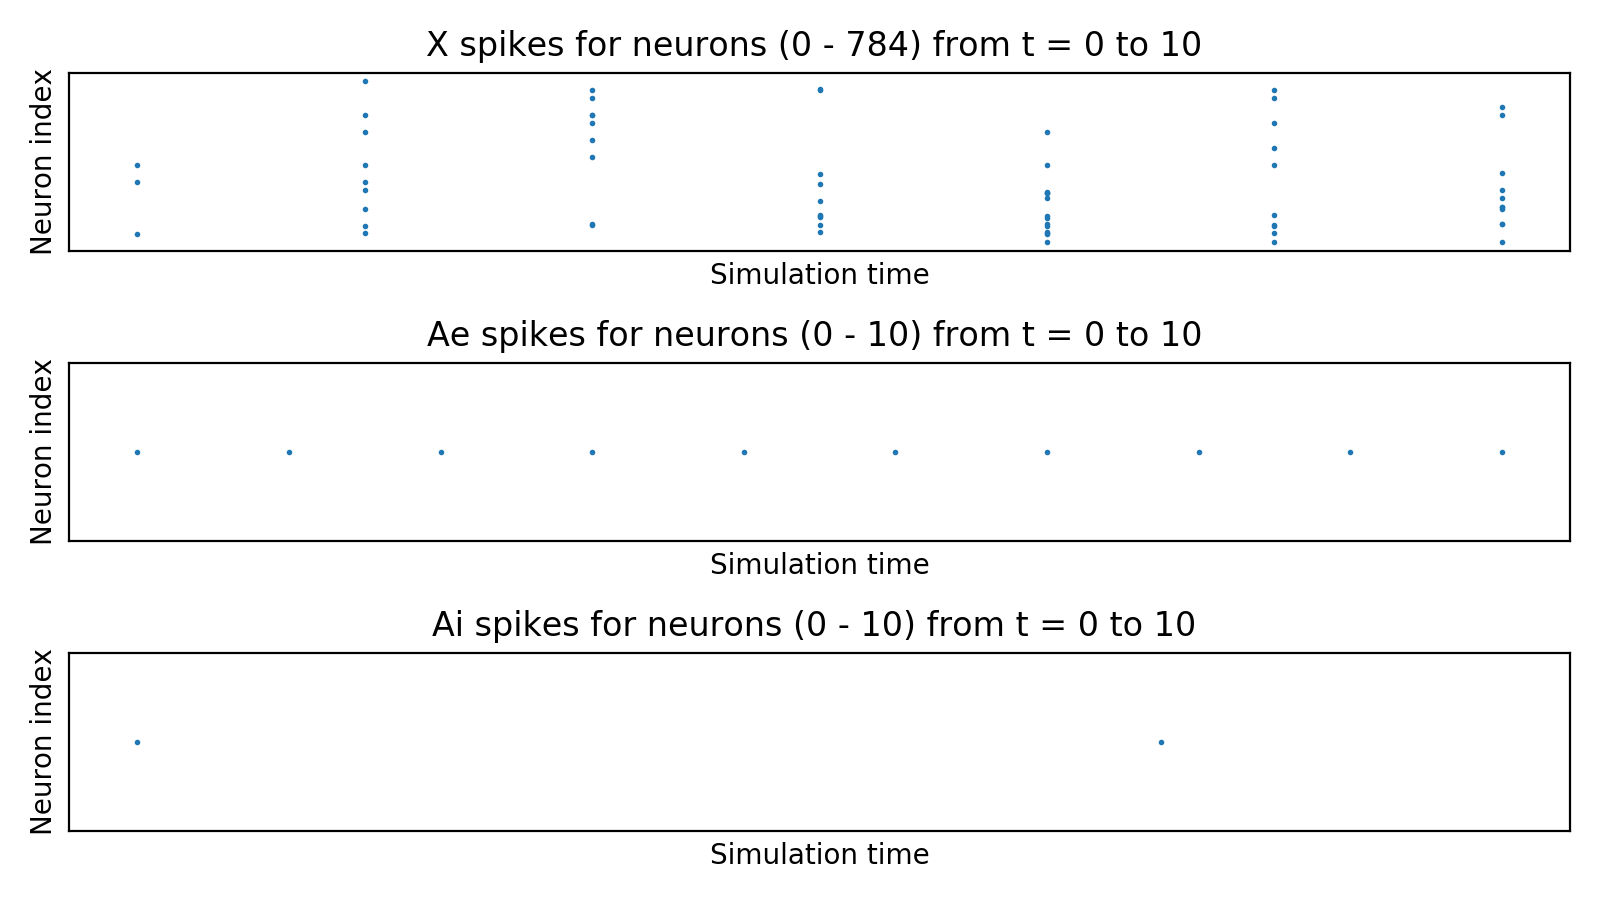 X spikes for neurons (0 - 784) from t = 0 to 10
Neuron index
Simulation time
Ae spikes for neurons (0 - 10) from t = 0 to 10
Neuron index
Simulation time
Ai spikes for neurons (0 - 10) from t = 0 to 10
Neuron index
Simulation time